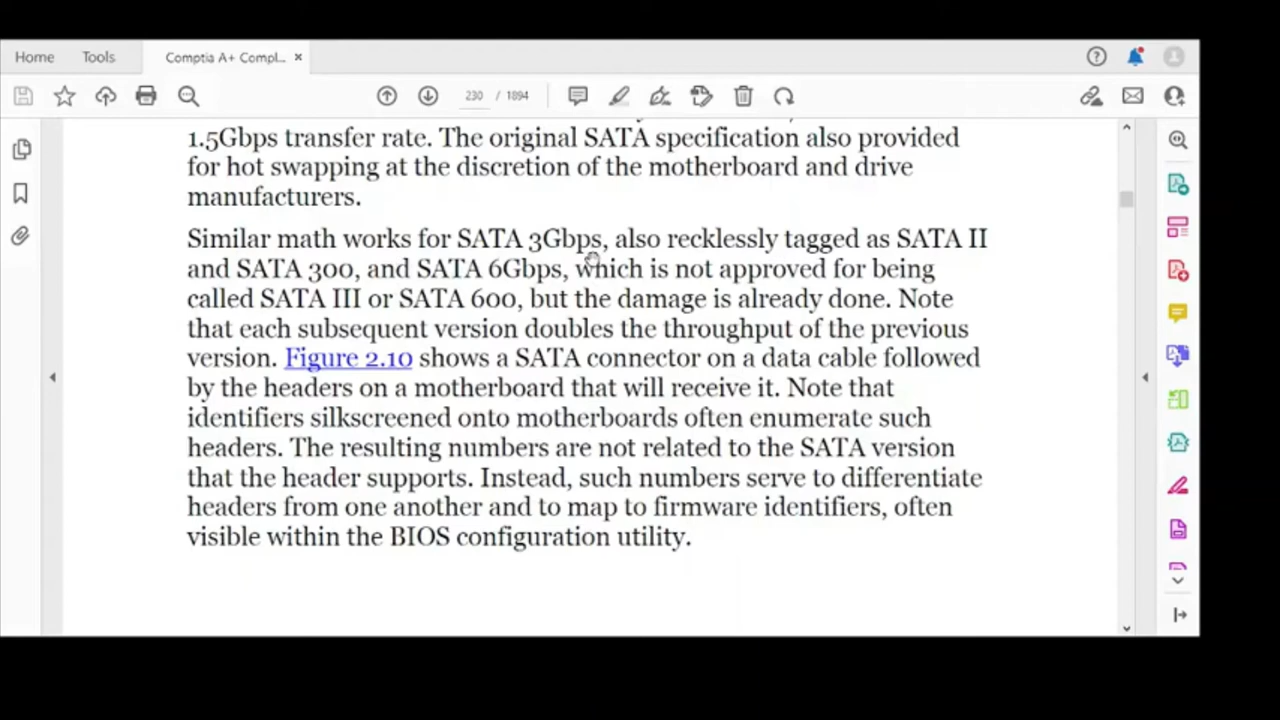 Home Tools Comptia A+ Compl... ×
230 / 1894
1.5Gbps transfer rate. The original SATA specification also provided
for hot swapping at the discretion of the motherboard and drive
manufacturers.
Similar math works for SATA 3Gbps, also recklessly tagged as SATA II
and SATA 300, and SATA 6Gbps, which is not approved for being
called SATA III or SATA 600, but the damage is already done. Note
that each subsequent version doubles the throughput of the previous
version. Figure 2.10 shows a SATA connector on a data cable followed
by the headers on a motherboard that will receive it. Note that
identifiers silkscreened onto motherboards often enumerate such
headers. The resulting numbers are not related to the SATA version
that the header supports. Instead, such numbers serve to differentiate
headers from one another and to map to firmware identifiers, often
visible within the BIOS configuration utility.